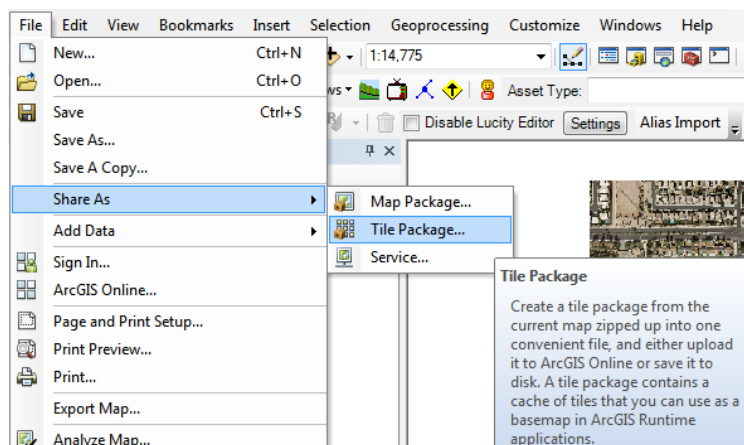 File Edit View Bookmarks Insert Selection Geoprocessing Customize Windows Help
New... Ctrl+N
1:14,775
Open... Ctrl+O
ws Asset Type:
Save Ctrl+S
Disable Lucity Editor Settings Alias Import
Save As...
Save A Copy...
Share As
Map Package...
Add Data
Tile Package...
Sign In...
Service...
ArcGIS Online...
Page and Print Setup...
Print Preview...
Print...
Export Map...
Analyze Map...
Tile Package
Create a tile package from the
current map zipped up into one
convenient file, and either upload
it to ArcGIS Online or save it to
disk. A tile package contains a
cache of tiles that you can use as a
basemap in ArcGIS Runtime
applications.